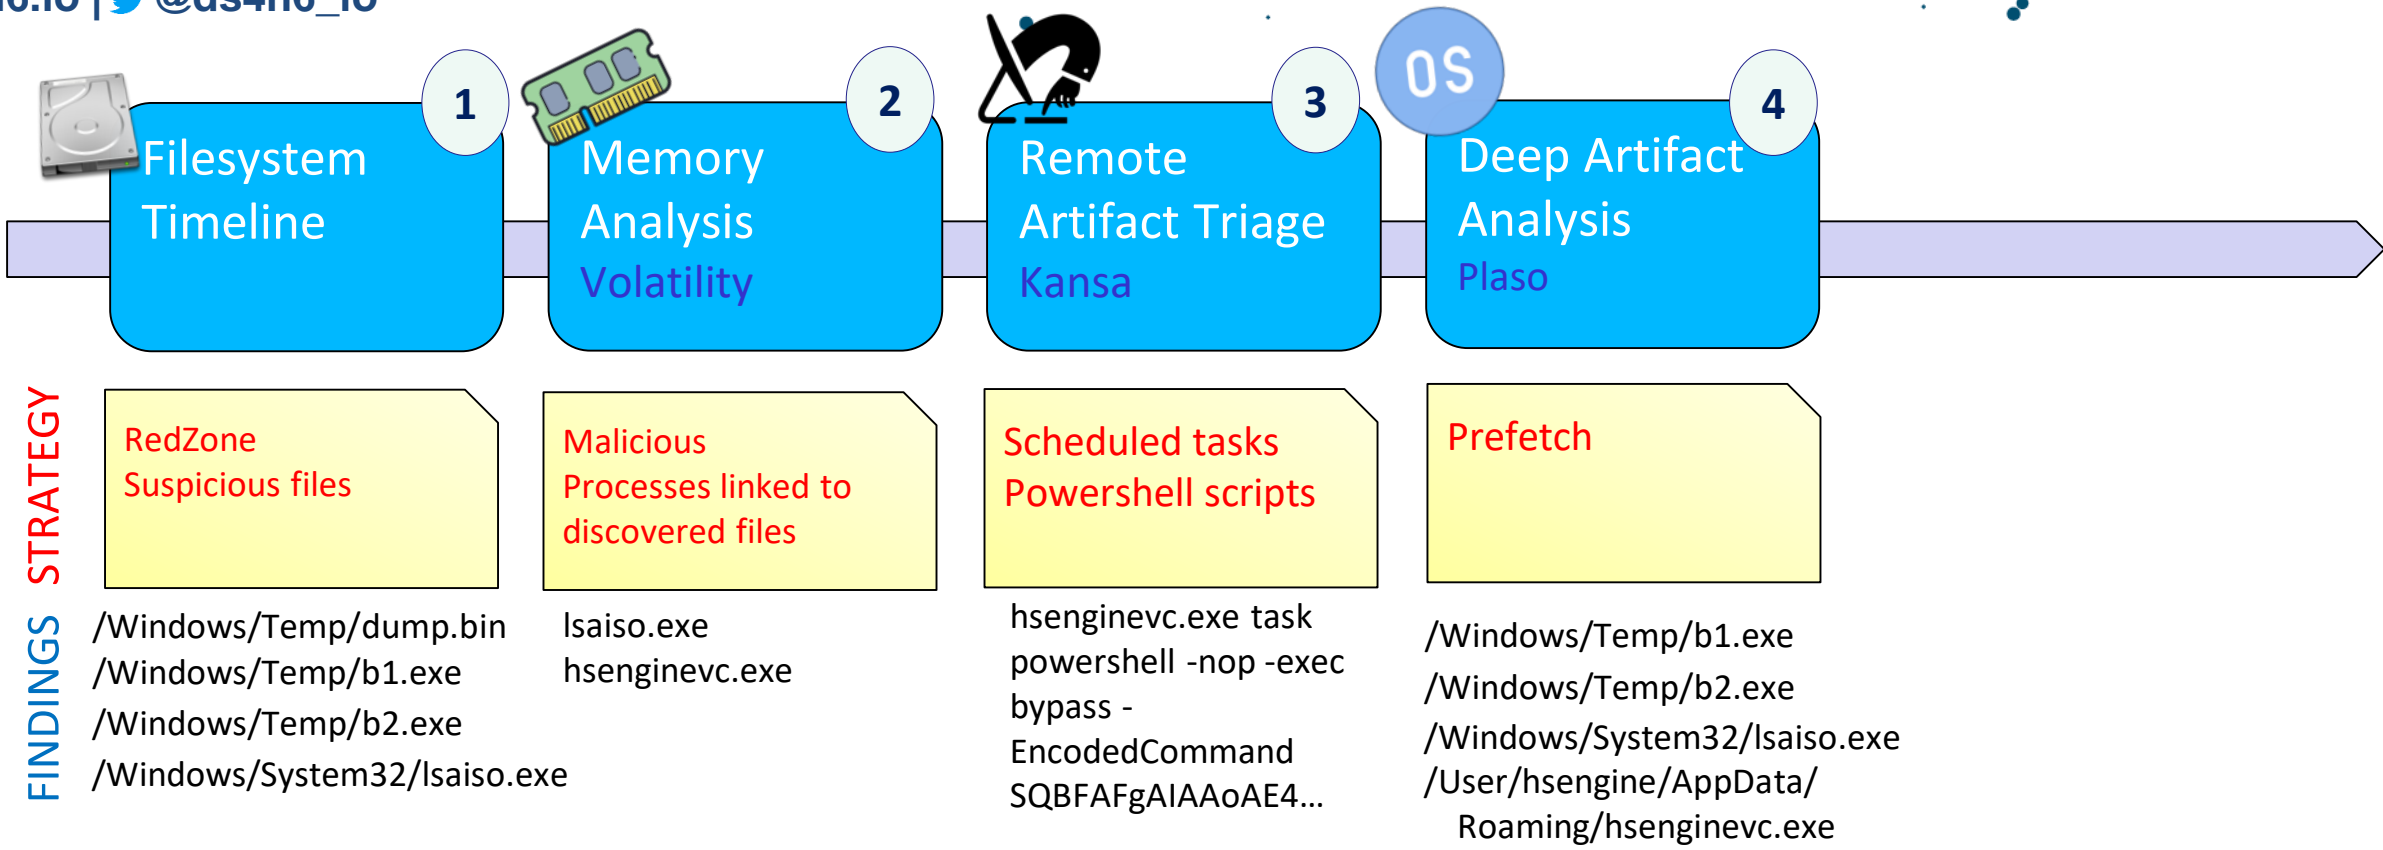 @ds4n6_io
1
Filesystem
Timeline
2
Memory
Analysis
Volatility
3
Remote
Artifact Triage
Kansa
OS
4
Deep Artifact
Analysis
Plaso
STRATEGY
RedZone
Suspicious files
Malicious
Processes linked to
discovered files
Scheduled tasks
Powershell scripts
Prefetch
FINDINGS
/Windows/Temp/dump.bin
/Windows/Temp/b1.exe
/Windows/Temp/b2.exe
/Windows/System32/lsaiso.exe
lsaiso.exe
hsenginevc.exe
hsenginevc.exe task
powershell -nop -exec
bypass -
EncodedCommand
SQBFAFgAIAAoAE4...
/Windows/Temp/b1.exe
/Windows/Temp/b2.exe
/Windows/System32/lsaiso.exe
/User/hsengine/AppData/
Roaming/hsenginevc.exe